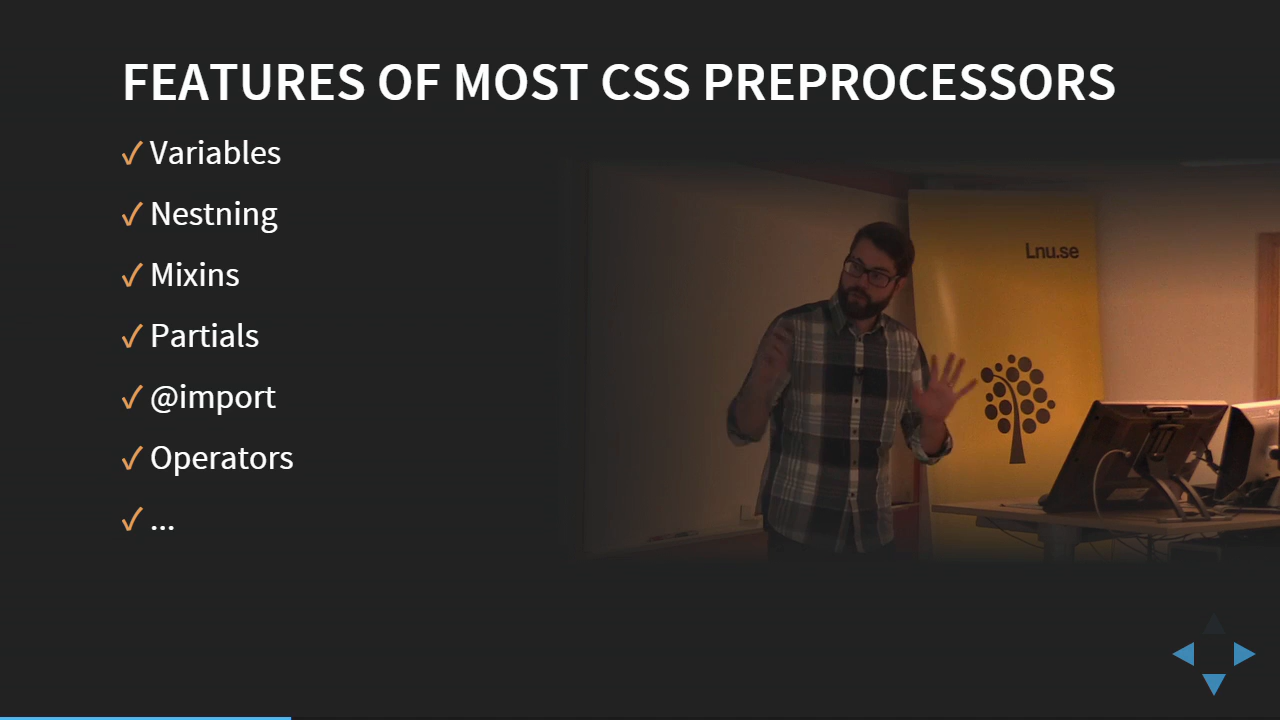 FEATURES OF MOST CSS PREPROCESSORS
✓ Variables
✓ Nestning
✓ Mixins
✓ Partials
✓ @import
✓ Operators
✓ ...
Lnu.se